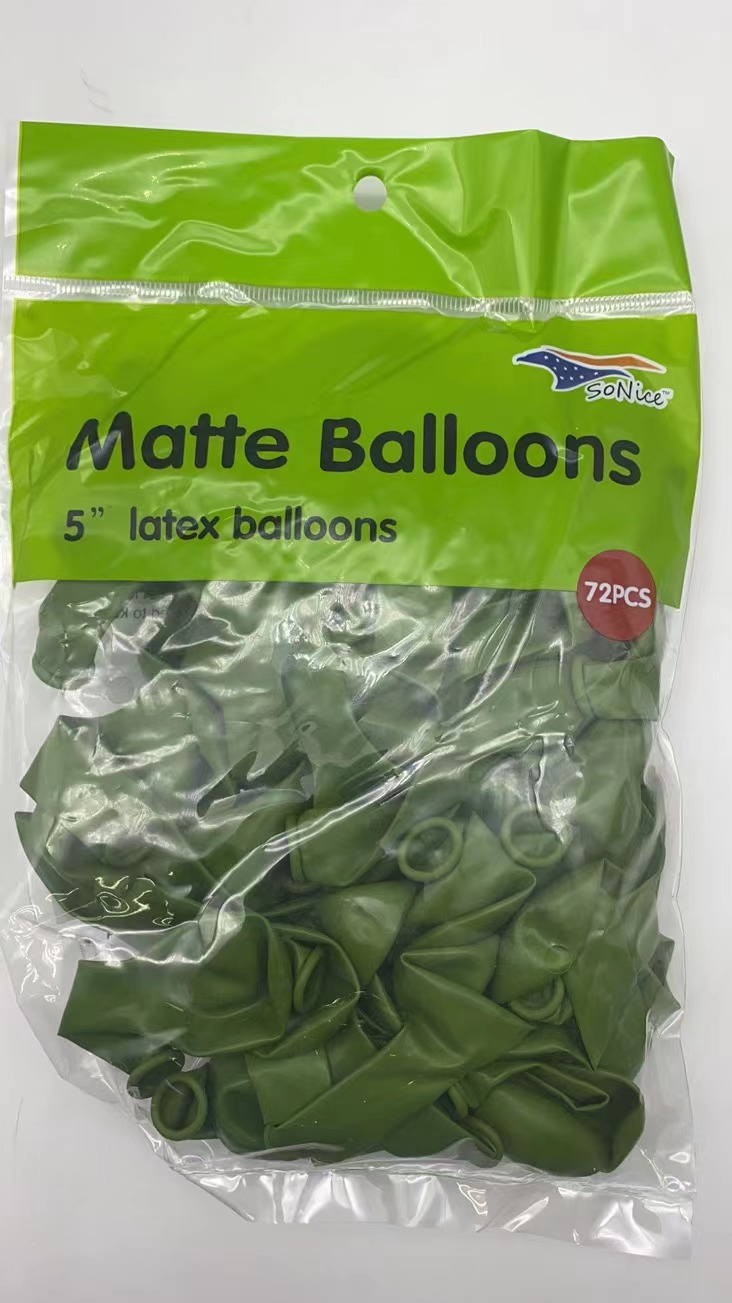 soNice™
Matte Balloons
5” latex balloons
72PCS